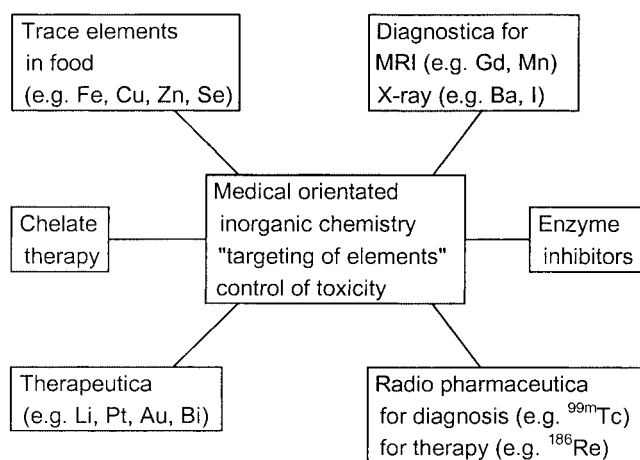 Trace elements
in food
(e.g. Fe, Cu, Zn, Se)
Diagnostica for
MRI (e.g. Gd, Mn)
X-ray (e.g. Ba, I)
Chelate
therapy
Medical orientated
inorganic chemistry
"targeting of elements"
control of toxicity
Enzyme
inhibitors
Therapeutica
(e.g. Li, Pt, Au, Bi)
Radio pharmaceutica
for diagnosis (e.g. ⁹⁹ᵐTc)
for therapy (e.g. ¹⁸⁶Re)